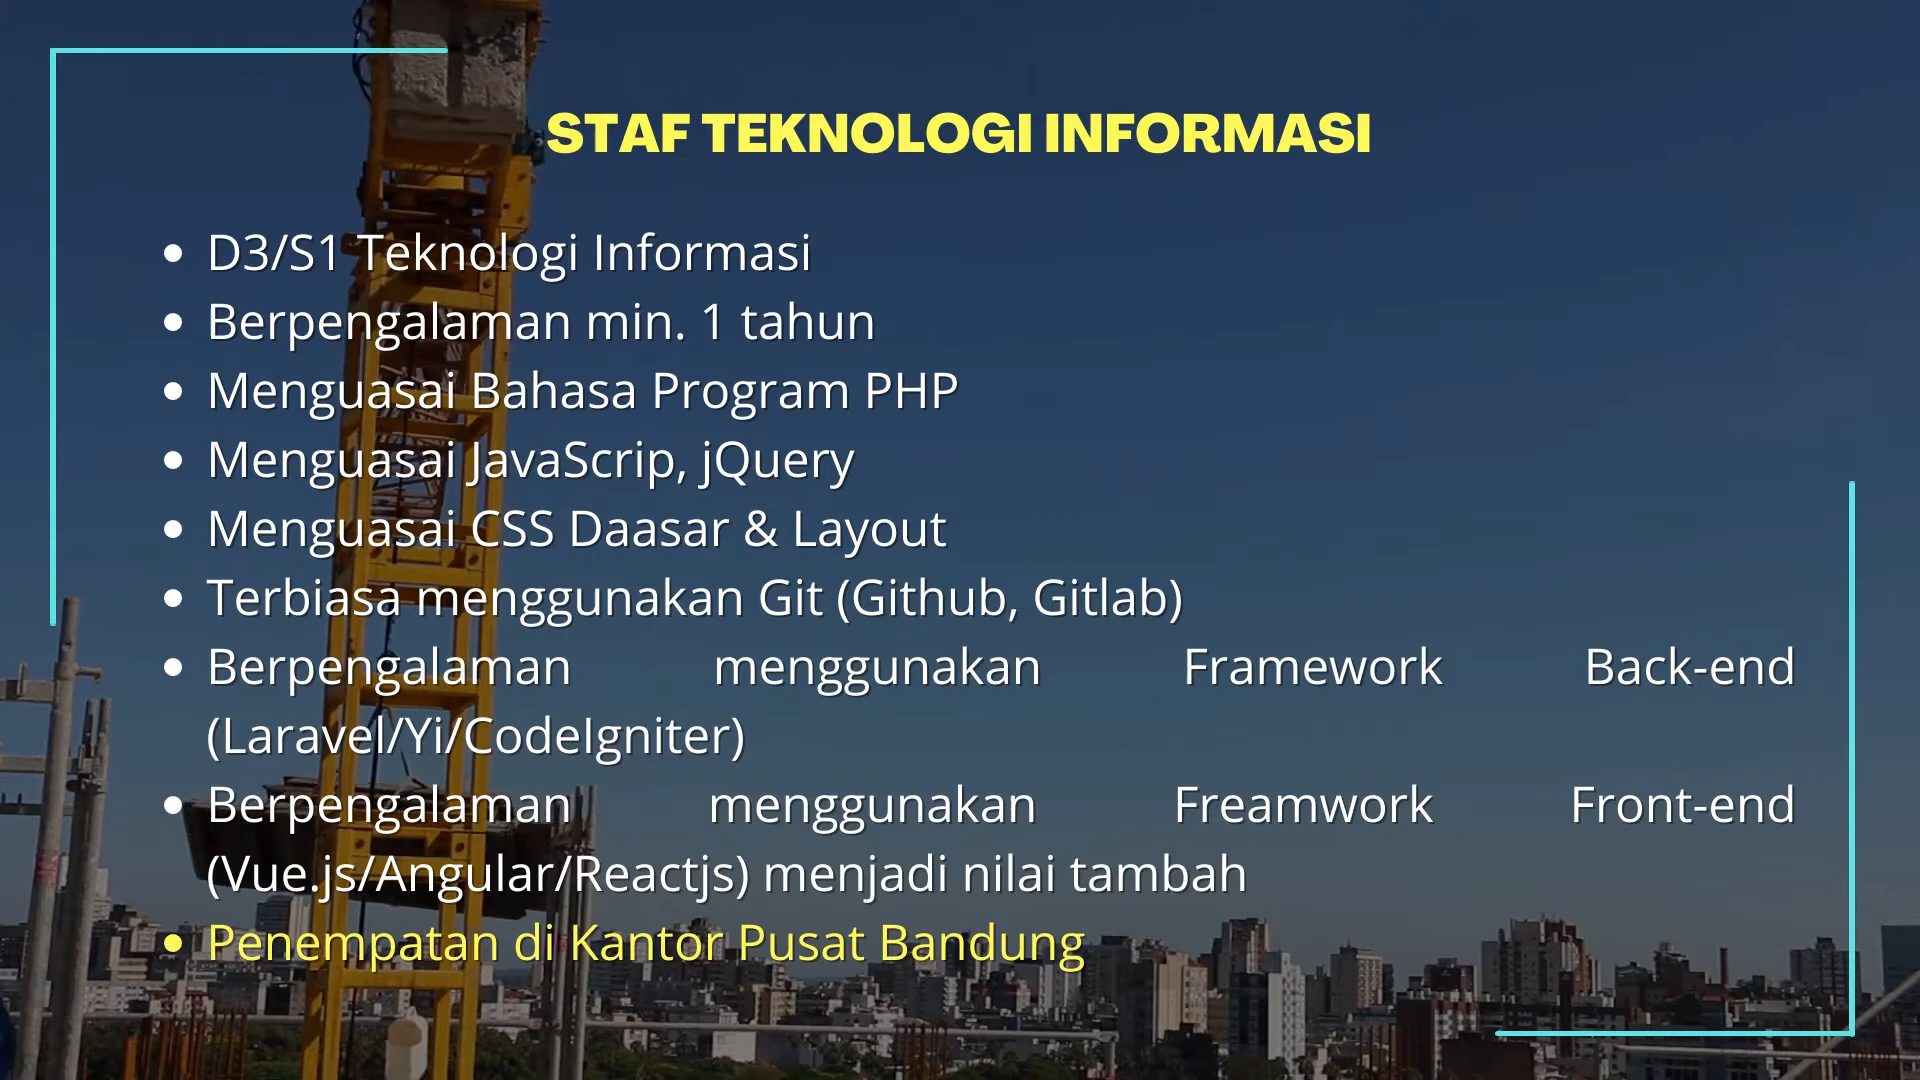 STAF TEKNOLOGI INFORMASI
• D3/S1 Teknologi Informasi
• Berpengalaman min. 1 tahun
• Menguasai Bahasa Program PHP
• Menguasai JavaScrip, jQuery
• Menguasai CSS Daasar & Layout
• Terbiasa menggunakan Git (Github, Gitlab)
• Berpengalaman menggunakan Framework Back-end
(Laravel/Yi/CodeIgniter)
• Berpengalaman menggunakan Freamwork Front-end
(Vue.js/Angular/Reactjs) menjadi nilai tambah
• Penempatan di Kantor Pusat Bandung